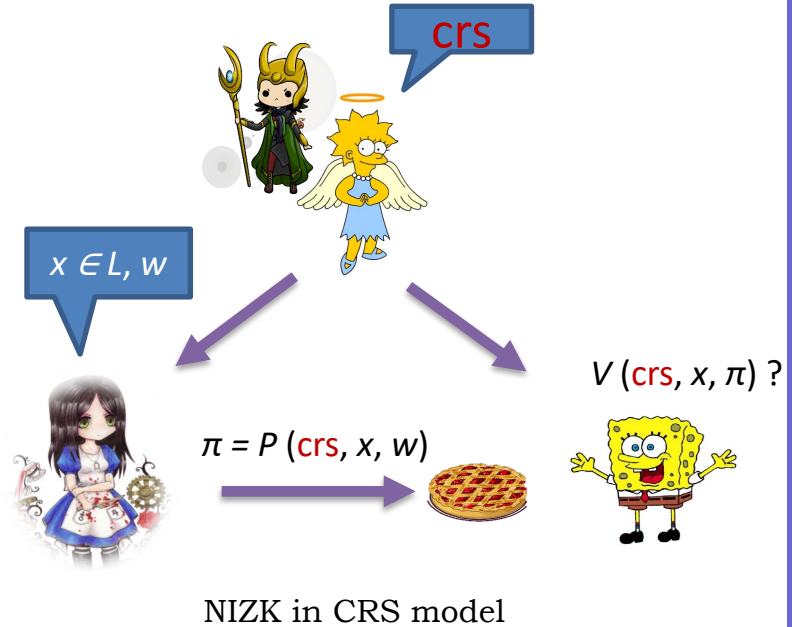 crs
x ∈ L, w
V (crs, x, π) ?
π = P (crs, x, w)
NIZK in CRS model